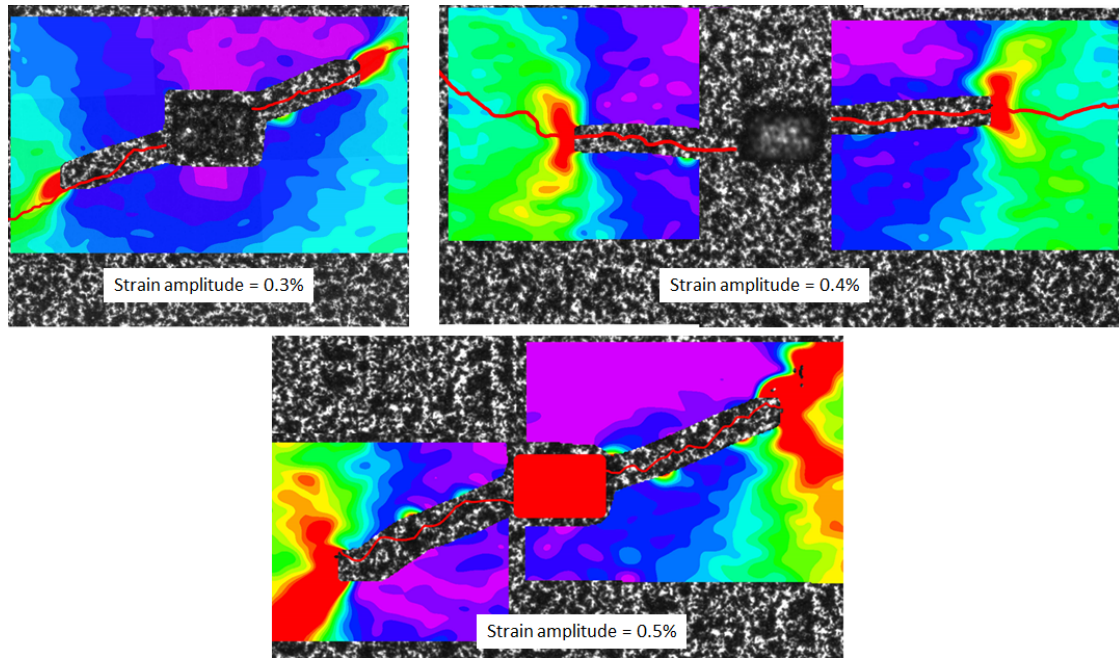 Strain amplitude = 0.3%
Strain amplitude = 0.4%
Strain amplitude = 0.5%